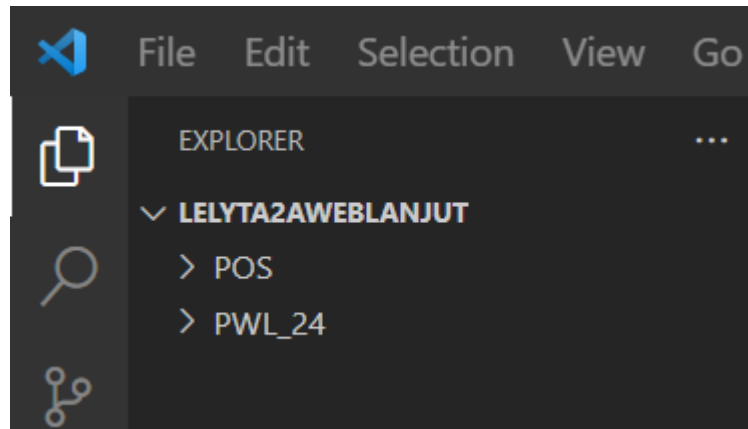 File Edit Selection View Go
EXPLORER
LELYTA2AWEBLANJUT
POS
PWL_24